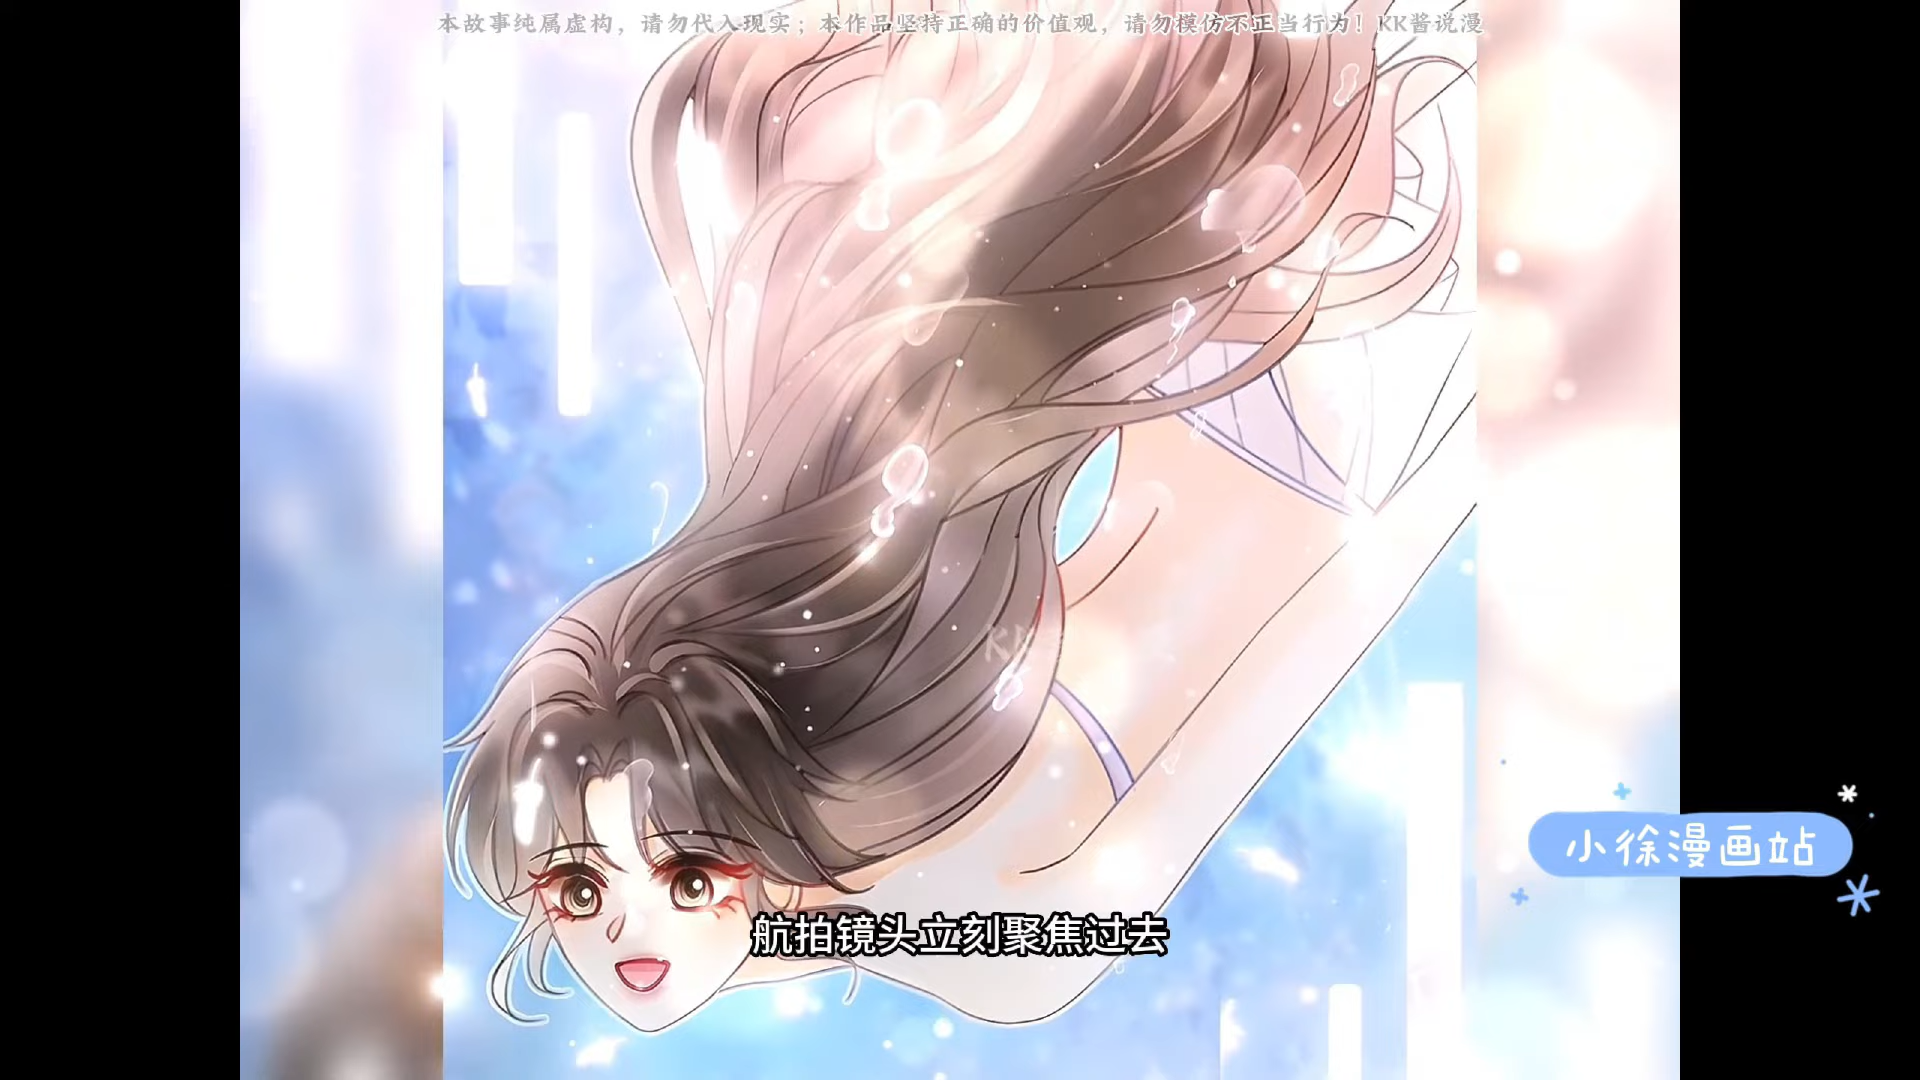 本故事纯属虚构，请勿代入现实；本作品坚持正确的价值观，请勿模仿不正当行为！KK酱说漫
小徐漫画站
航拍镜头立刻聚焦过去